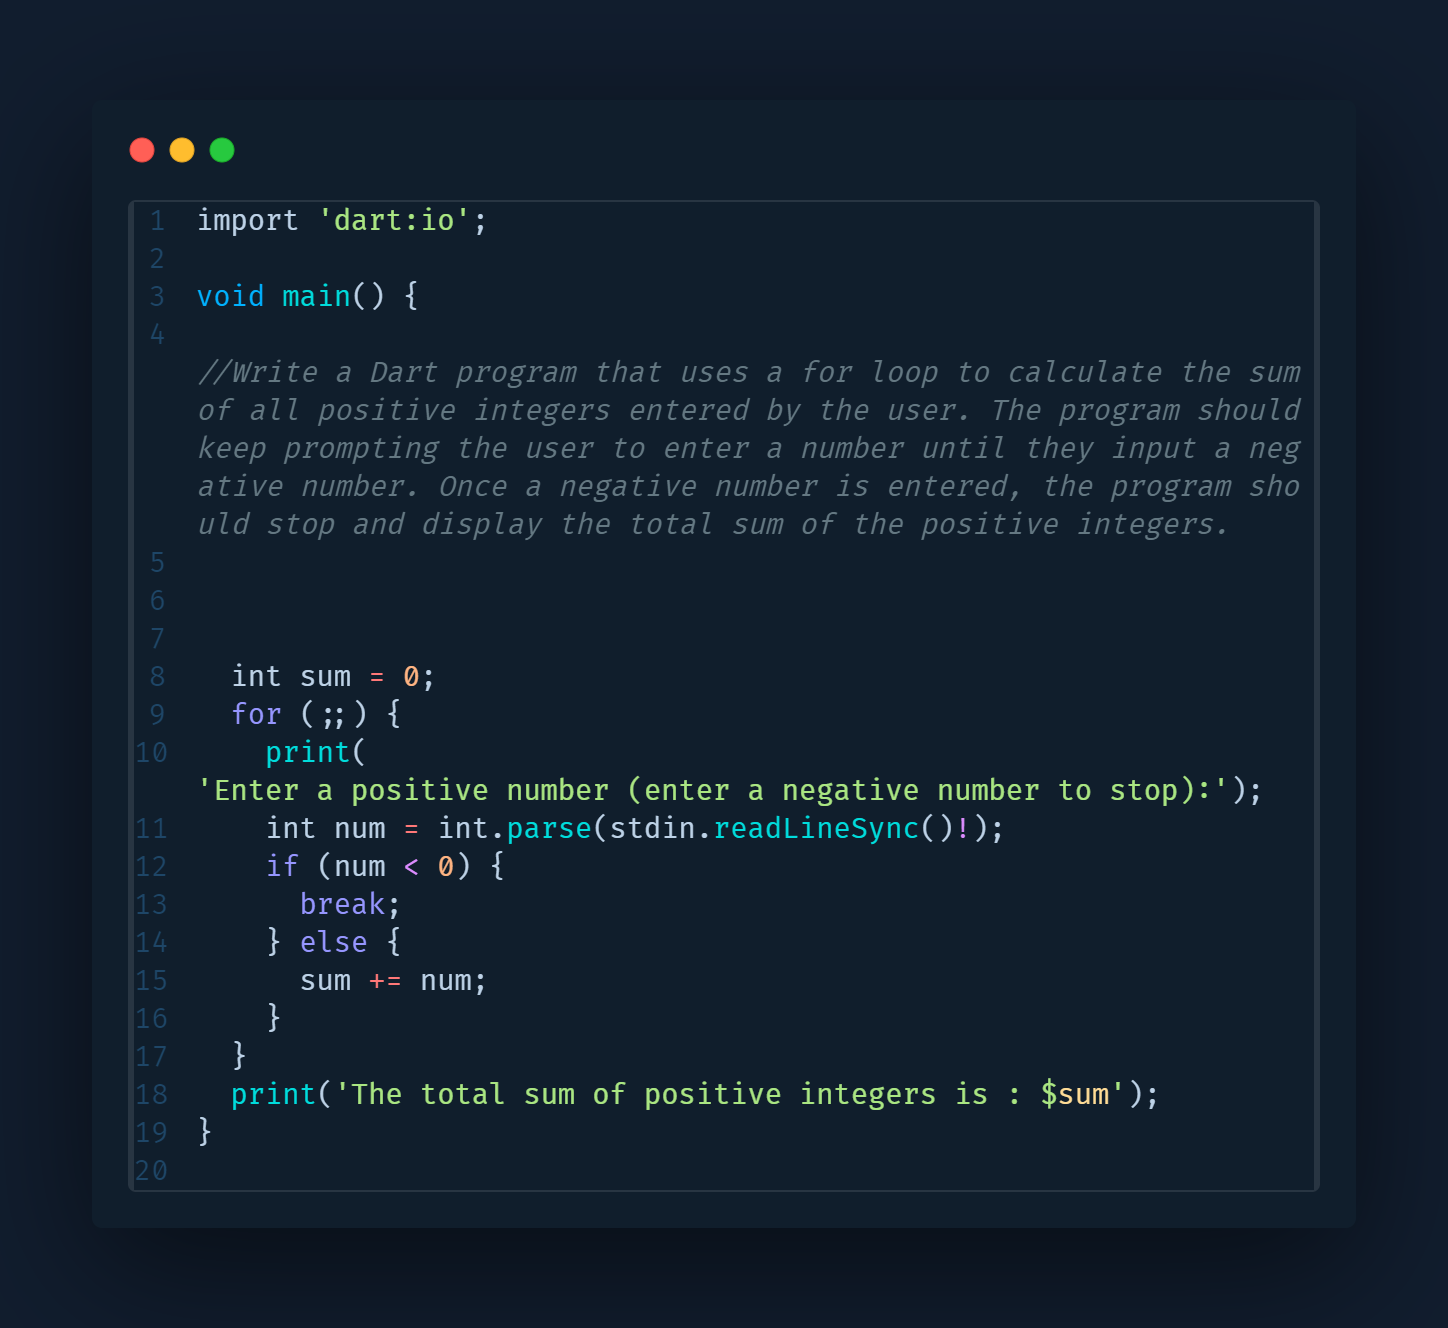 1 import 'dart:io';
2
3 void main() {
4
//Write a Dart program that uses a for loop to calculate the sum
of all positive integers entered by the user. The program should
keep prompting the user to enter a number until they input a neg
ative number. Once a negative number is entered, the program sho
uld stop and display the total sum of the positive integers.
5
6
7
8   int sum = 0;
9   for (;;) {
10     print(
'Enter a positive number (enter a negative number to stop):');
11     int num = int.parse(stdin.readLineSync()!);
12     if (num < 0) {
13       break;
14     } else {
15       sum += num;
16     }
17   }
18   print('The total sum of positive integers is : $sum');
19 }
20